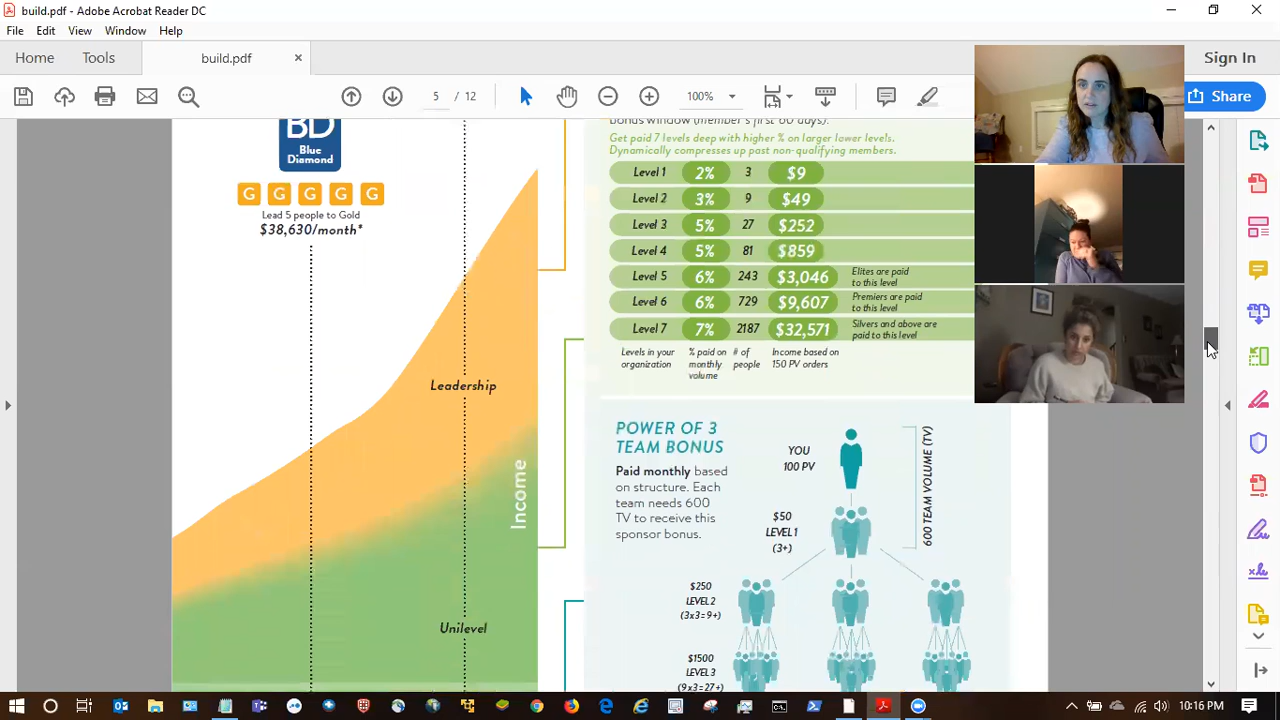 build.pdf - Adobe Acrobat Reader DC
File Edit View Window Help
Home Tools build.pdf × Sign In
5 / 12 100% Share
BD
Blue
Diamond
G G G G G
Lead 5 people to Gold
$38,630/month*
Leadership
Income
Unilevel
Bonus window (member's first 60 days).
Get paid 7 levels deep with higher % on larger lower levels.
Dynamically compresses up past non-qualifying members.
Level 1 2% 3 $9
Level 2 3% 9 $49
Level 3 5% 27 $252
Level 4 5% 81 $859
Level 5 6% 243 $3,046 Elites are paid
to this level
Level 6 6% 729 $9,607 Premiers are paid
to this level
Level 7 7% 2187 $32,571 Silvers and above are
paid to this level
Levels in your
organization
% paid on
monthly
volume
# of
people
Income based on
150 PV orders
POWER OF 3
TEAM BONUS
Paid monthly based
on structure. Each
team needs 600
TV to receive this
sponsor bonus.
YOU
100 PV
$50
LEVEL 1
(3+)
600 TEAM VOLUME (TV)
$250
LEVEL 2
(3x3=9+)
$1500
LEVEL 3
(9x3=27+)
10:16 PM